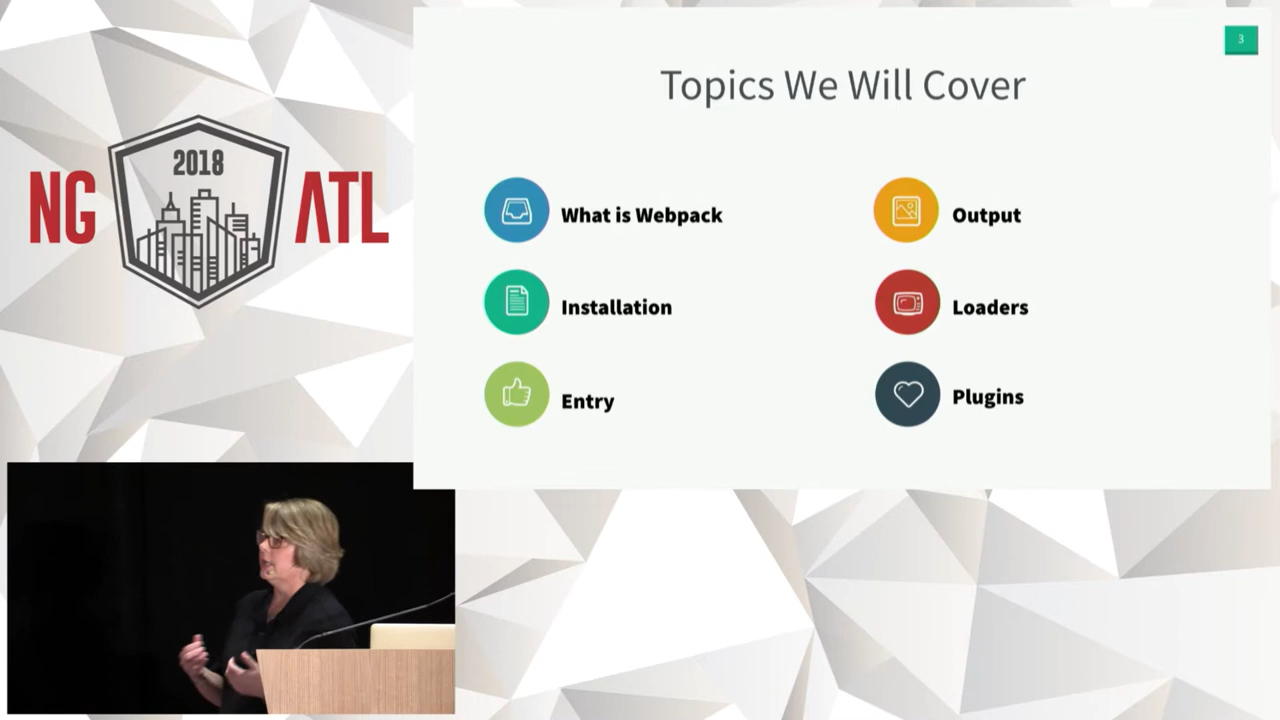 3
Topics We Will Cover
2018
NG ATL
What is Webpack
Output
Installation
Loaders
Entry
Plugins